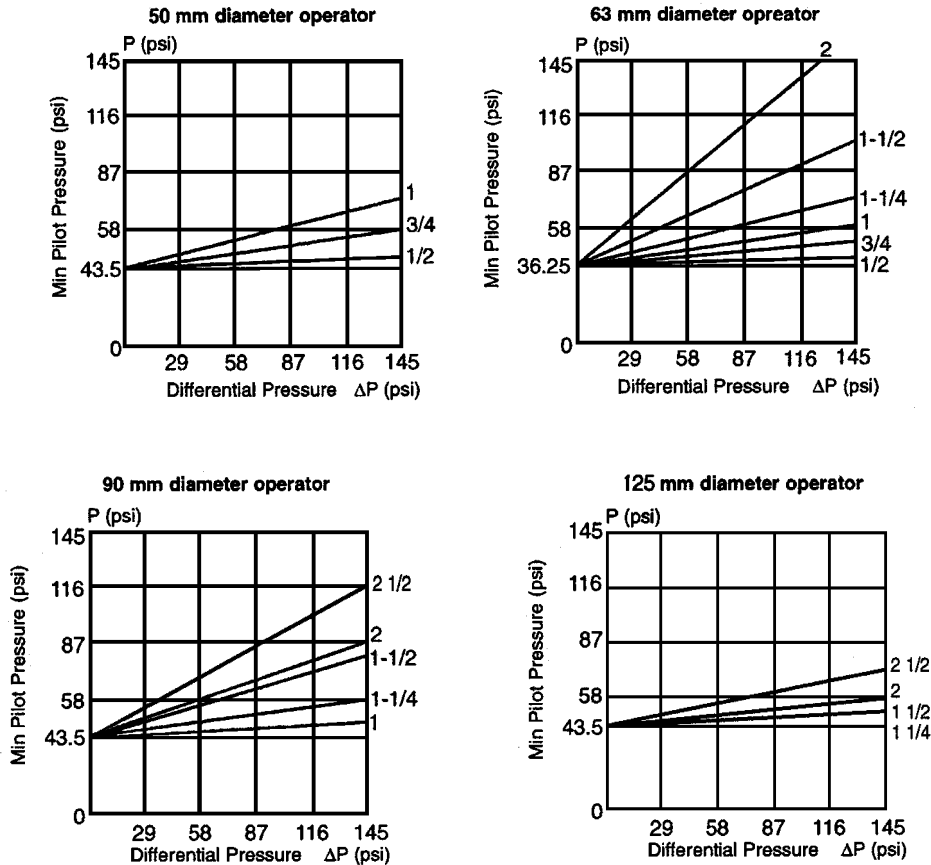 50 mm diameter operator
P (psi)
145
116
87
58
43.5
0
Min Pilot Pressure (psi)
1
3/4
1/2
29 58 87 116 145
Differential Pressure ΔP (psi)
63 mm diameter opreator
P (psi)
145
116
87
58
36.25
0
Min Pilot Pressure (psi)
2
1-1/2
1-1/4
1
3/4
1/2
29 58 87 116 145
Differential Pressure ΔP (psi)
90 mm diameter operator
P (psi)
145
116
87
58
43.5
0
Min Pilot Pressure (psi)
2 1/2
2
1-1/2
1-1/4
1
29 58 87 116 145
Differential Pressure ΔP (psi)
125 mm diameter operator
P (psi)
145
116
87
58
43.5
0
Min Pilot Pressure (psi)
2 1/2
2
1 1/2
1 1/4
29 58 87 116 145
Differential Pressure ΔP (psi)